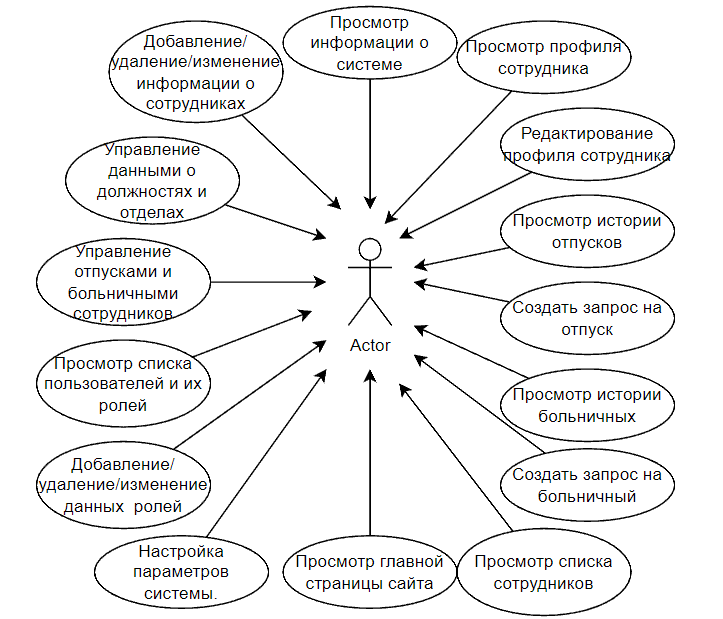 Добавление/
удаление/изменение
информации о
сотрудниках
Просмотр
информации о
системе
Просмотр профиля
сотрудника
Управление
данными о
должностях и
отделах
Редактирование
профиля сотрудника
Просмотр истории
отпусков
Управление
отпусками и
больничными
сотрудников
Создать запрос на
отпуск
Actor
Просмотр списка
пользователей и их
ролей
Просмотр истории
больничных
Добавление/
удаление/изменение
данных ролей
Создать запрос на
больничный
Настройка
параметров
системы.
Просмотр главной
страницы сайта
Просмотр списка
сотрудников